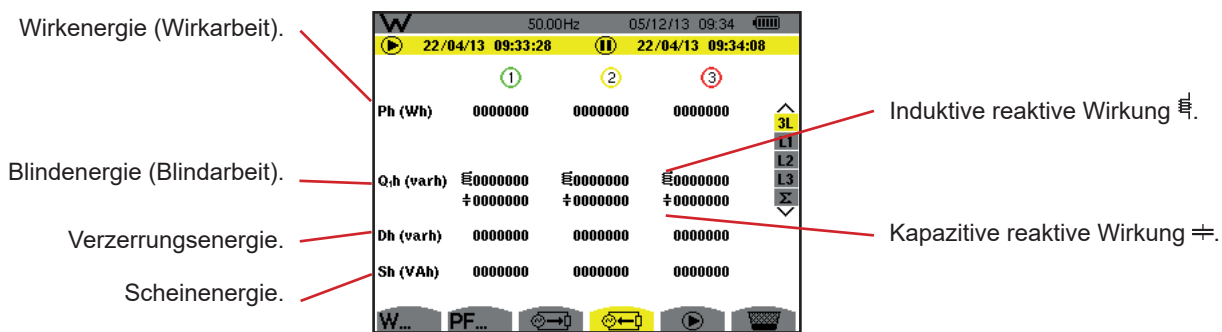 Wirkenergie (Wirkarbeit).
Blindenergie (Blindarbeit).
Verzerrungsenergie.
Scheinenergie.
W 50.00Hz 05/12/13 09:34
22/04/13 09:33:28 22/04/13 09:34:08
1 2 3
Ph (Wh) 0000000 0000000 0000000
Q₁h (varh) 0000000 0000000 0000000
0000000 0000000 0000000
Dh (varh) 0000000 0000000 0000000
Sh (VAh) 0000000 0000000 0000000
3L
L1
L2
L3
Σ
W... PF...
Induktive reaktive Wirkung
Kapazitive reaktive Wirkung